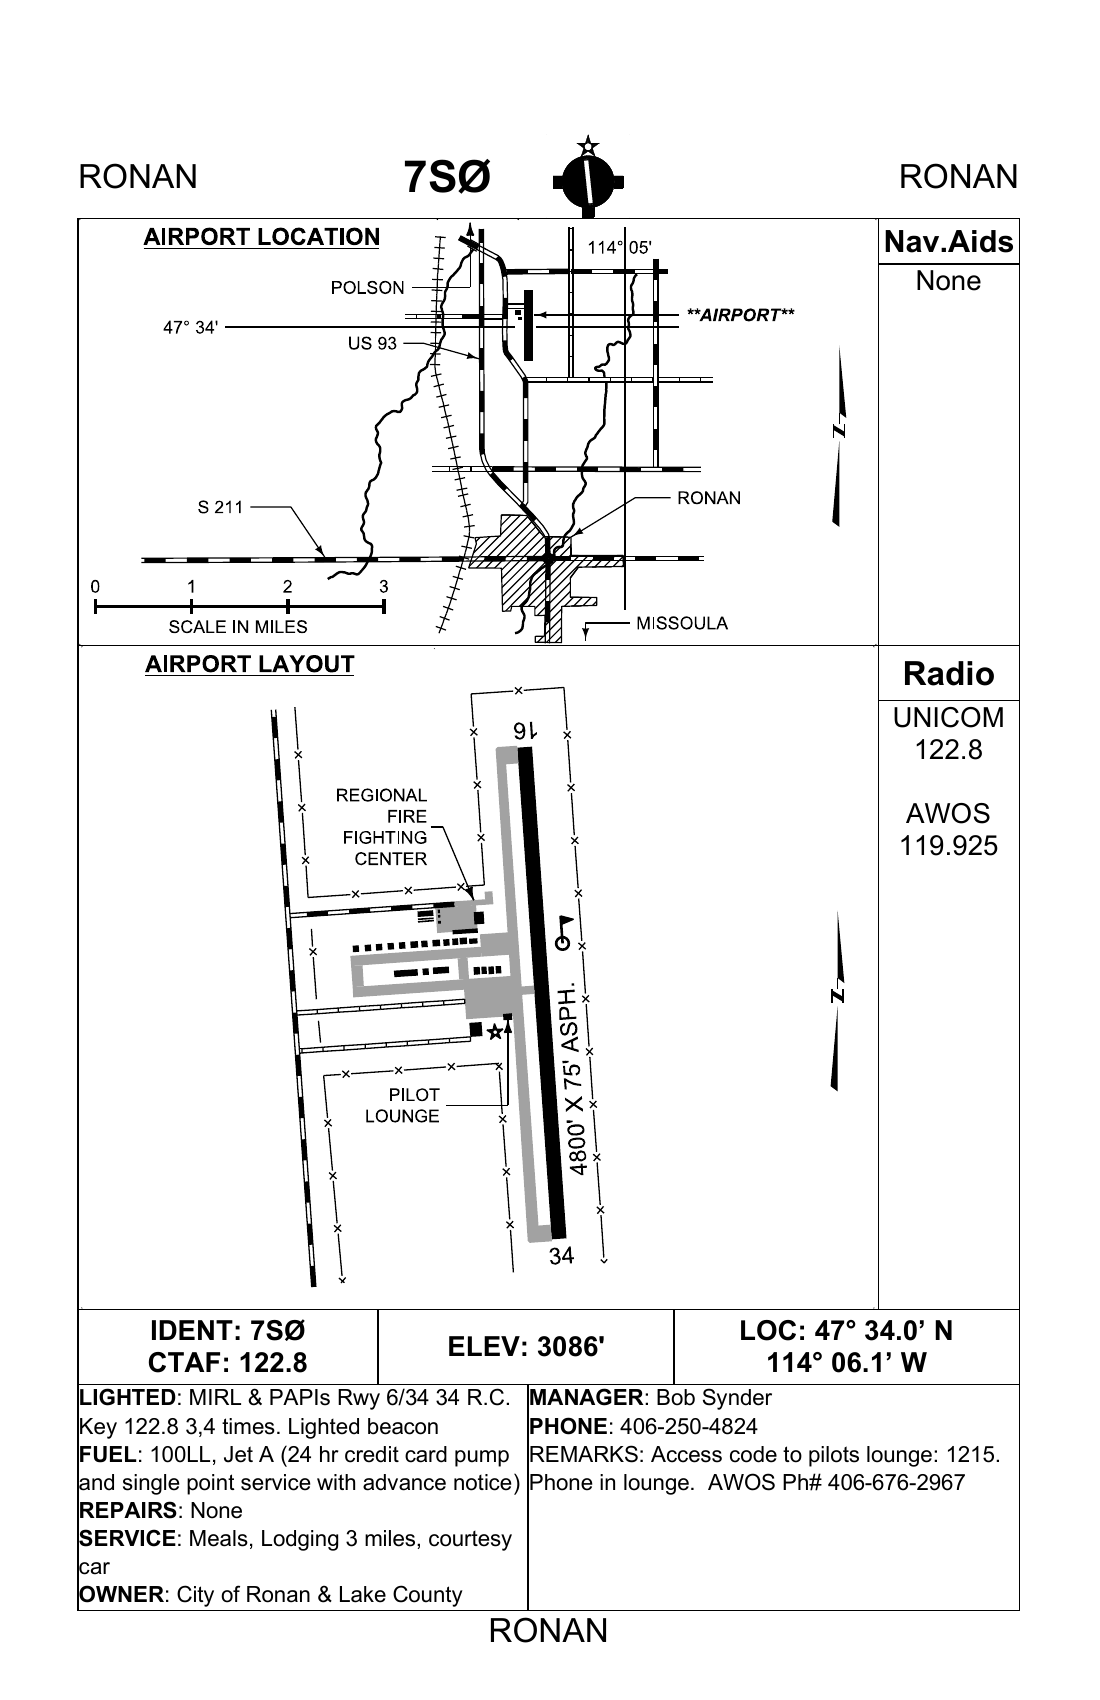 RONAN
7SØ
RONAN
AIRPORT LOCATION
114° 05'
POLSON
47° 34'
**AIRPORT**
US 93
N
S 211
RONAN
0 1 2 3
SCALE IN MILES
MISSOULA
Nav.Aids
None
AIRPORT LAYOUT
16
REGIONAL
FIRE
FIGHTING
CENTER
N
4800' X 75' ASPH.
PILOT
LOUNGE
34
Radio
UNICOM
122.8
AWOS
119.925
IDENT: 7SØ
CTAF: 122.8
ELEV: 3086'
LOC: 47° 34.0’ N
114° 06.1’ W
LIGHTED: MIRL & PAPIs Rwy 6/34 34 R.C.
Key 122.8 3,4 times. Lighted beacon
FUEL: 100LL, Jet A (24 hr credit card pump
and single point service with advance notice)
REPAIRS: None
SERVICE: Meals, Lodging 3 miles, courtesy
car
OWNER: City of Ronan & Lake County
MANAGER: Bob Synder
PHONE: 406-250-4824
REMARKS: Access code to pilots lounge: 1215.
Phone in lounge.  AWOS Ph# 406-676-2967
RONAN